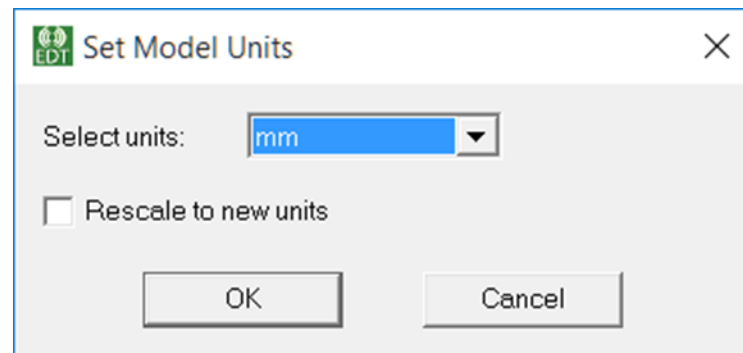 EDT Set Model Units
Select units: mm
Rescale to new units
OK Cancel